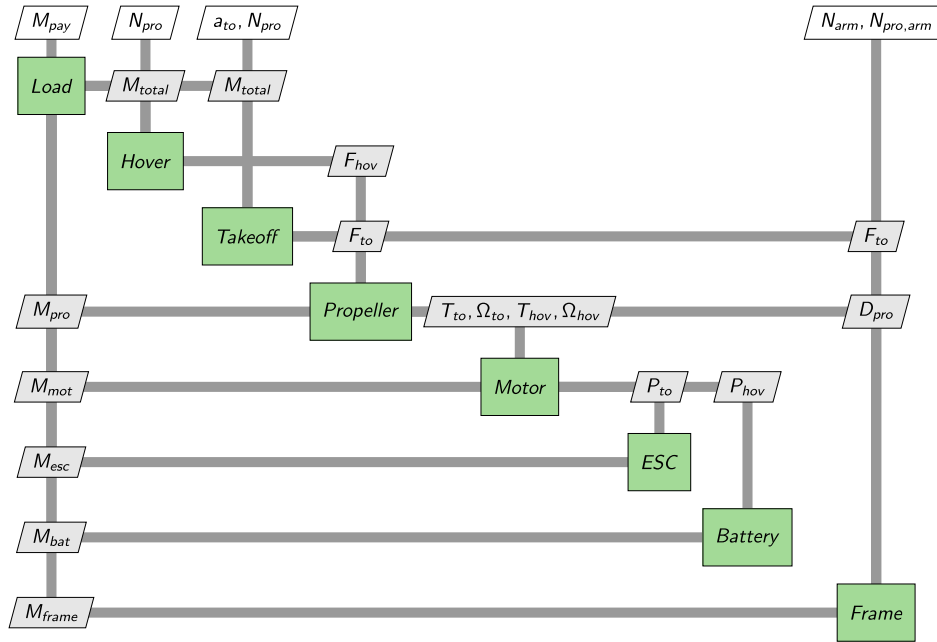 M_pay N_pro a_to, N_pro N_arm, N_pro,arm
Load M_total M_total
Hover F_hov
Takeoff F_to F_to
M_pro Propeller T_to, Ω_to, T_hov, Ω_hov D_pro
M_mot Motor P_to P_hov
M_esc ESC
M_bat Battery
M_frame Frame